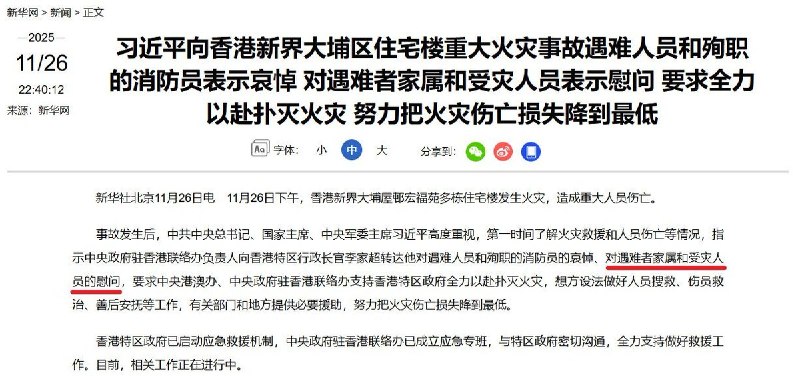 新华网 > 新闻 > 正文
2025
11/26
22:40:12
来源：新华网
习近平向香港新界大埔区住宅楼重大火灾事故遇难人员和殉职
的消防员表示哀悼 对遇难者家属和受灾人员表示慰问 要求全力
以赴扑灭火灾 努力把火灾伤亡损失降到最低
字体： 小 中 大 分享到：
新华社北京11月26日电 11月26日下午，香港新界大埔屋邨宏福苑多栋住宅楼发生火灾，造成重大人员伤亡。
事故发生后，中共中央总书记、国家主席、中央军委主席习近平高度重视，第一时间了解火灾救援和人员伤亡等情况，指
示中央政府驻香港联络办负责人向香港特区行政长官李家超转达他对遇难人员和殉职的消防员的哀悼、对遇难者家属和受灾人
员的慰问，要求中央港澳办、中央政府驻香港联络办支持香港特区政府全力以赴扑灭火灾，想方设法做好人员搜救、伤员救
治、善后安抚等工作，有关部门和地方提供必要援助，努力把火灾伤亡损失降到最低。
香港特区政府已启动应急救援机制，中央政府驻香港联络办已成立应急专班，与特区政府密切沟通，全力支持做好救援工
作。目前，相关工作正在进行中。